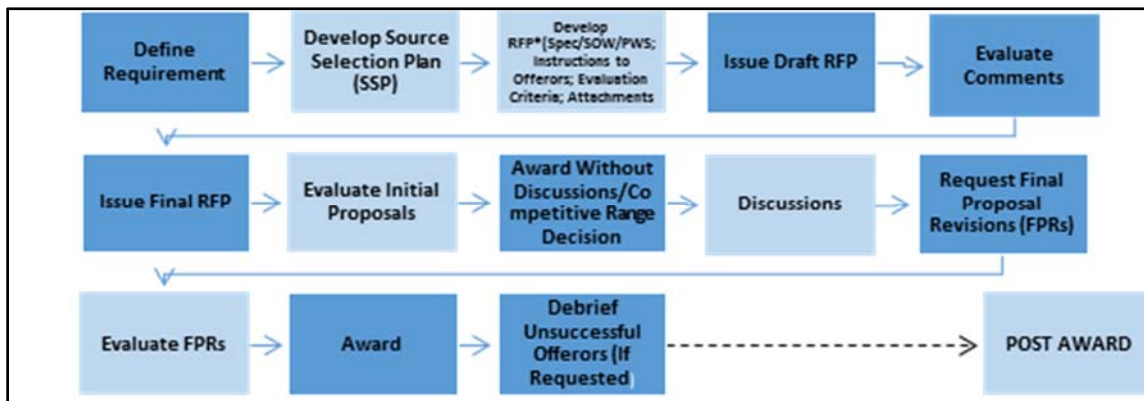 Define
Requirement
Develop Source
Selection Plan
(SSP)
Develop
RFP*(Spec/SOW/PWS;
Instructions to
Offerors; Evaluation
Criteria; Attachments
Issue Draft RFP
Evaluate
Comments
Issue Final RFP
Evaluate Initial
Proposals
Award Without
Discussions/Co
mpetitive Range
Decision
Discussions
Request Final
Proposal
Revisions (FPRs)
Evaluate FPRs
Award
Debrief
Unsuccessful
Offerors (If
Requested)
POST AWARD